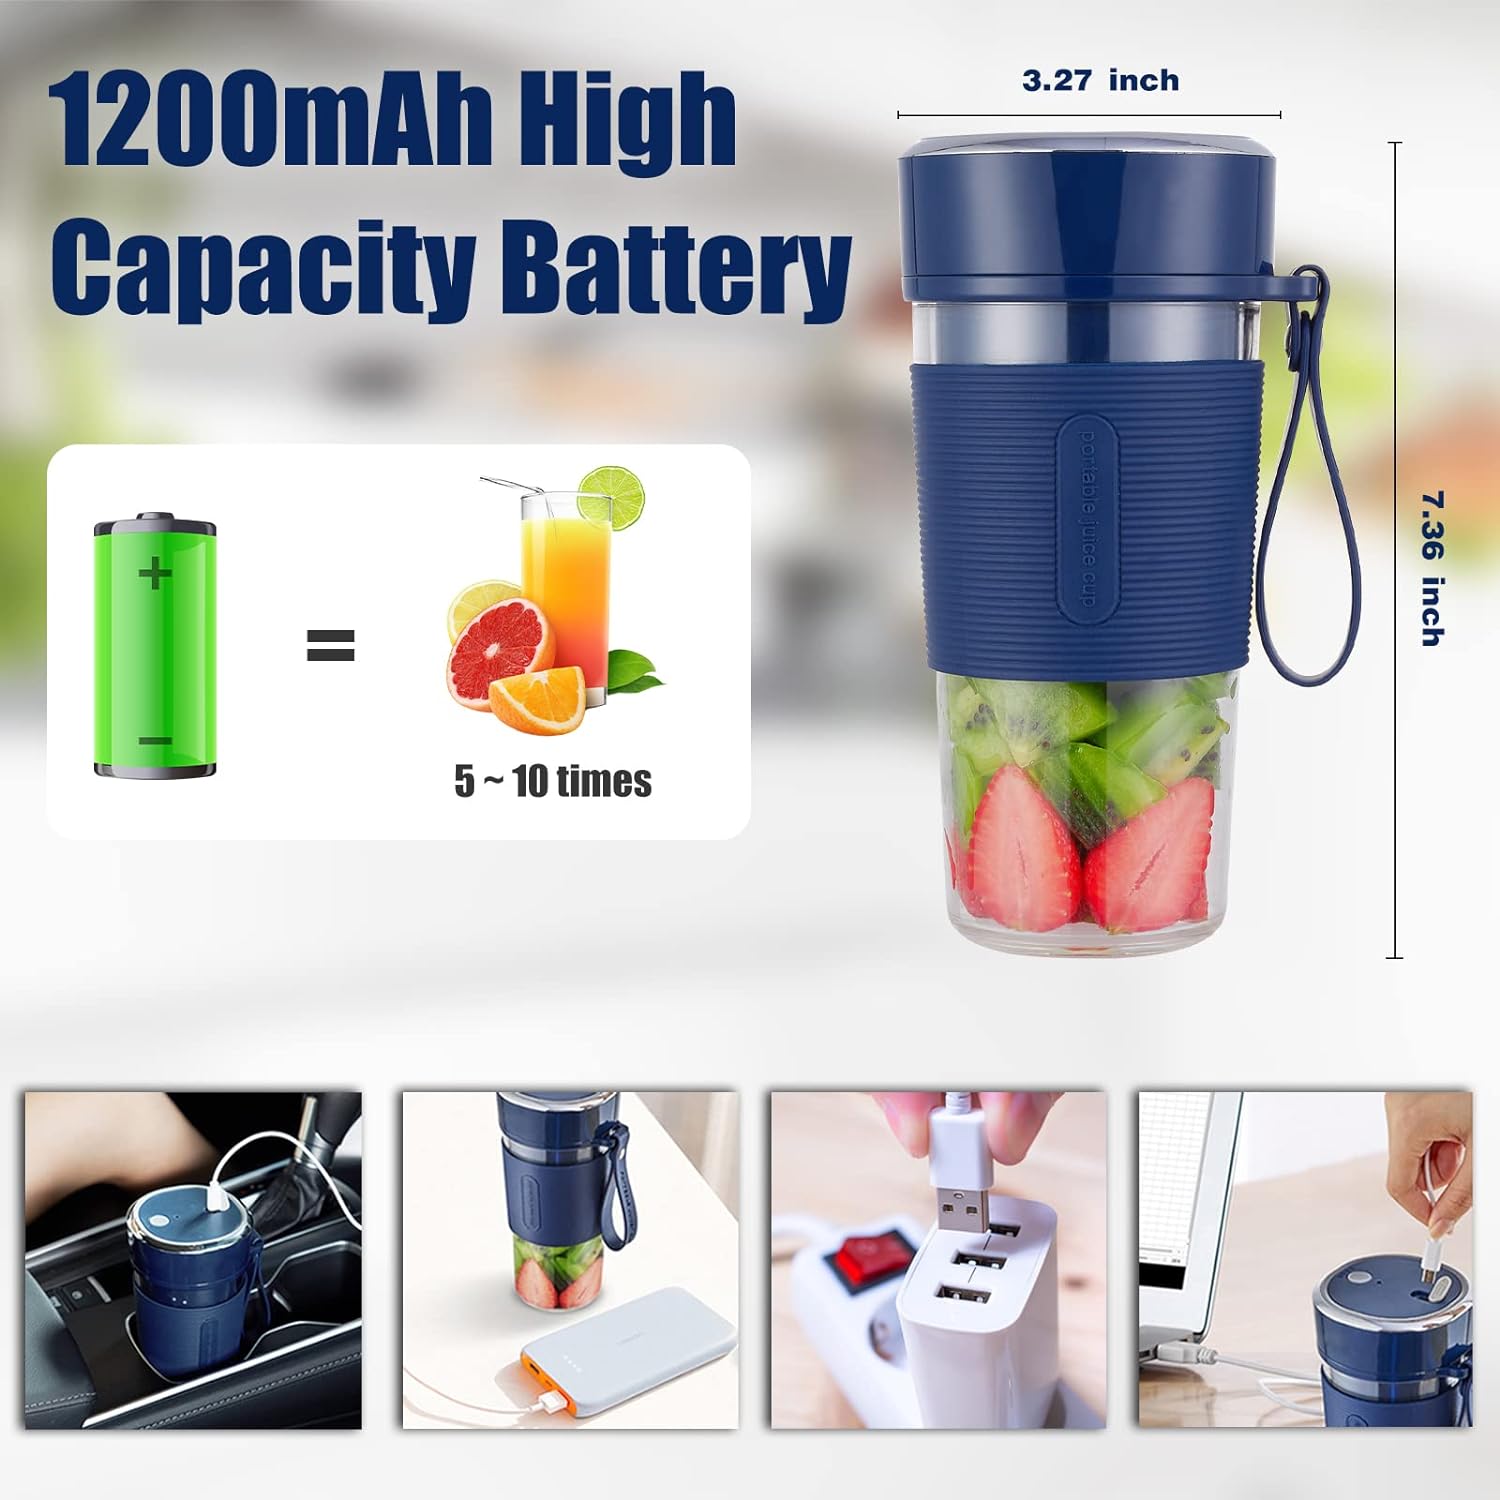 1200mAh High
Capacity Battery
3.27 inch
7.36 inch
portable juice cup
+
=
−
5 ~ 10 times